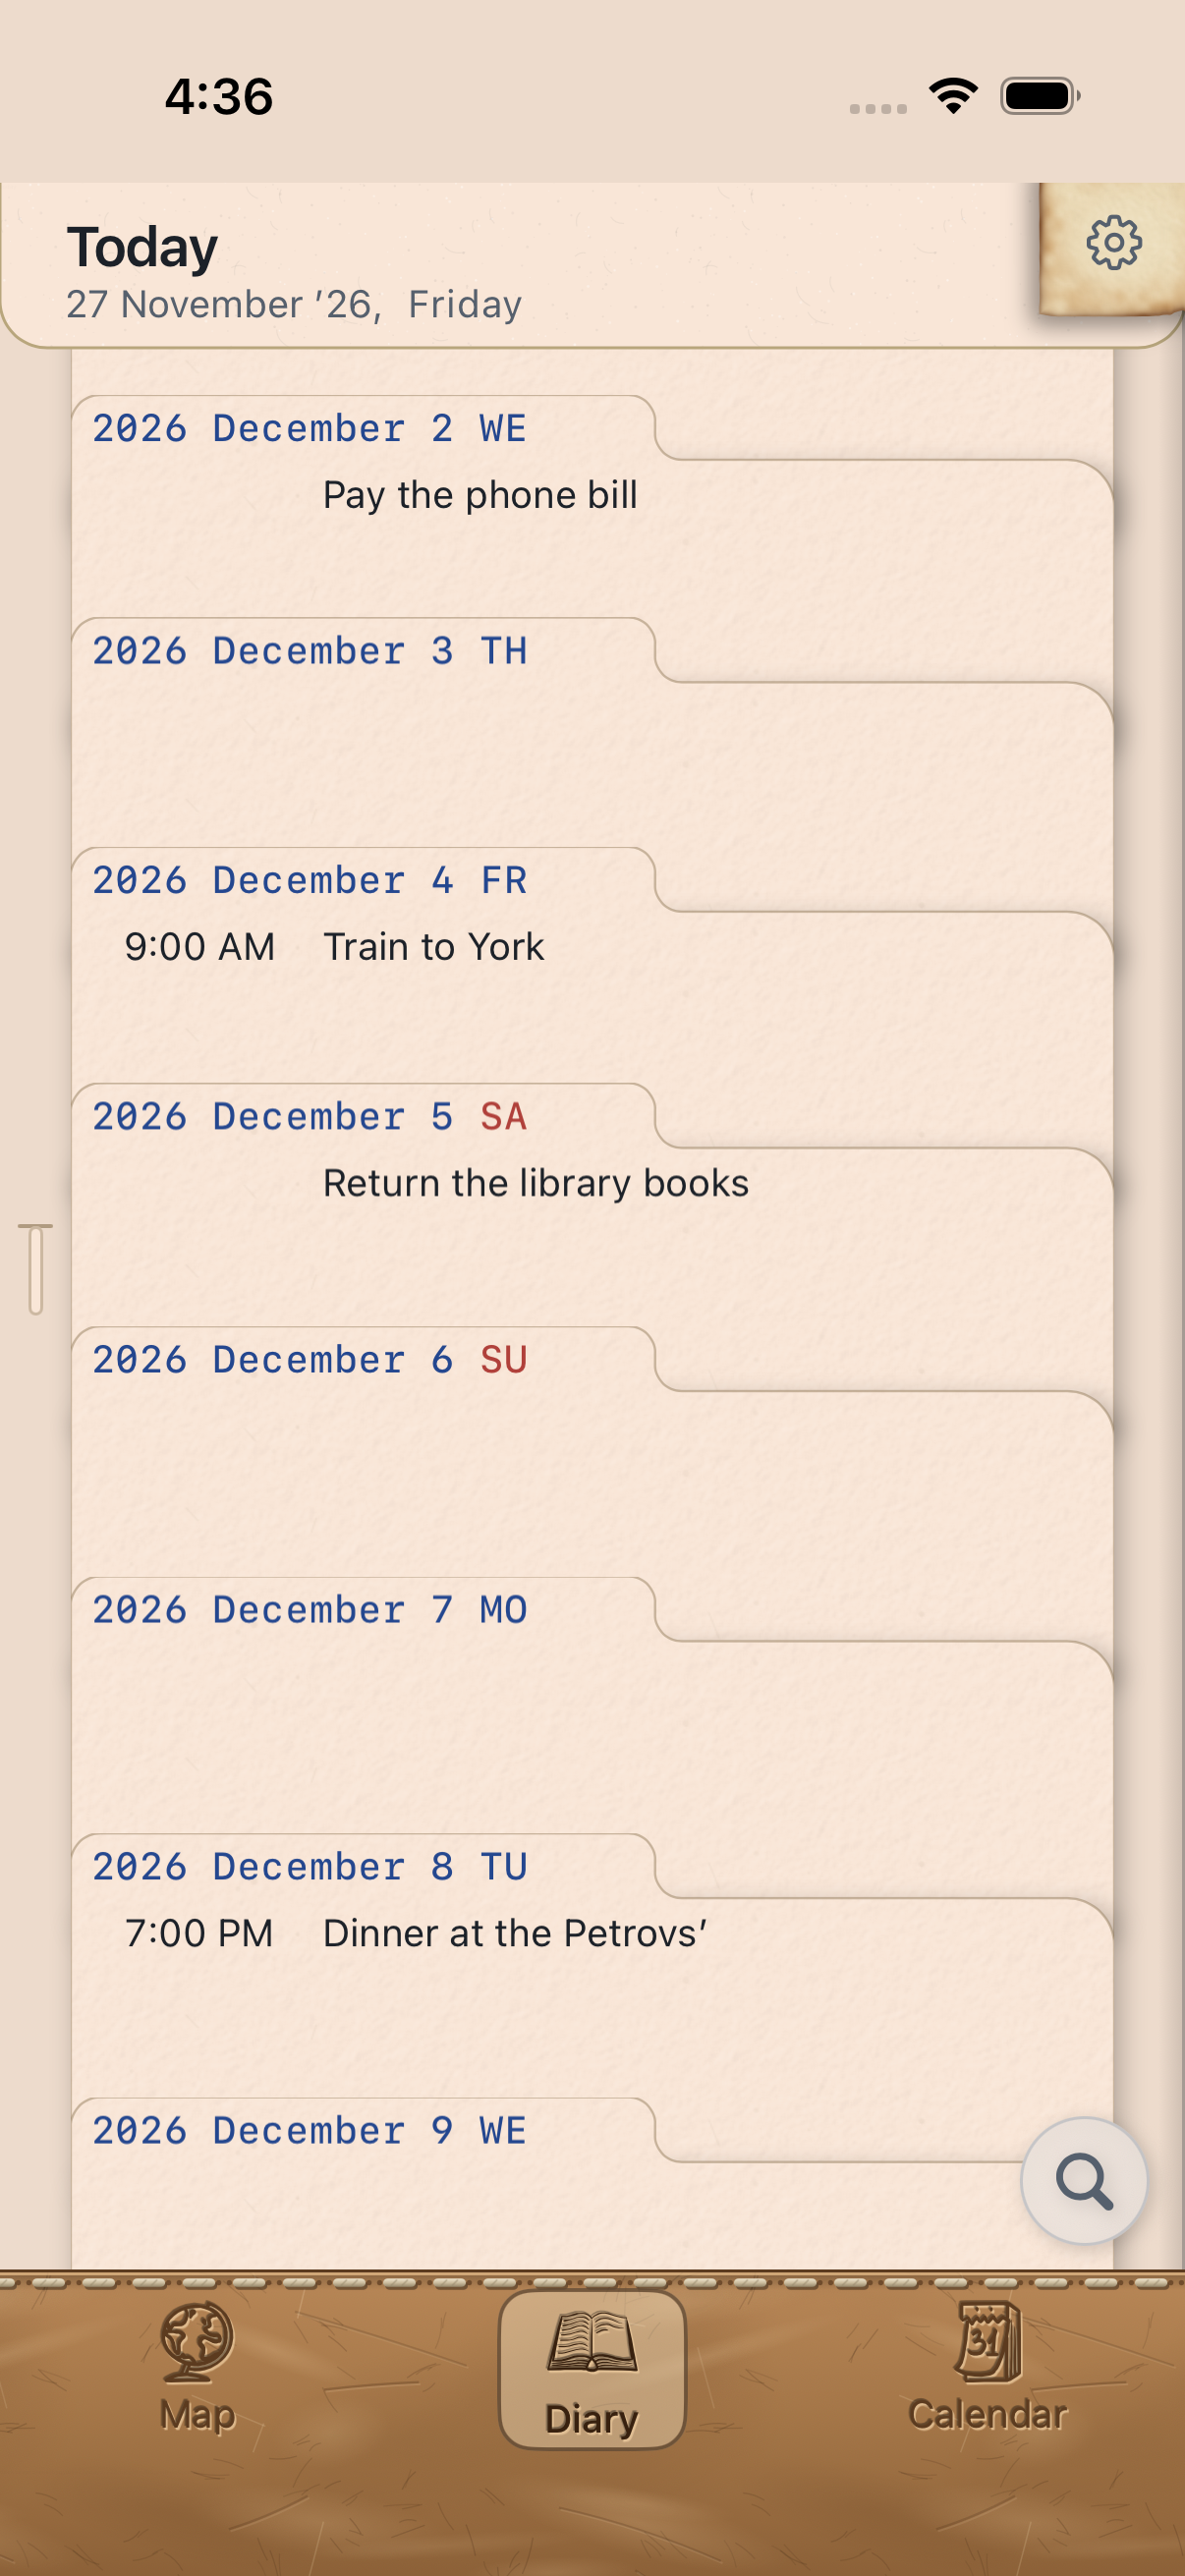 4:36
Today
27 November ’26, Friday
2026 December 2 WE
Pay the phone bill
2026 December 3 TH
2026 December 4 FR
9:00 AM Train to York
2026 December 5 SA
Return the library books
2026 December 6 SU
2026 December 7 MO
2026 December 8 TU
7:00 PM Dinner at the Petrovs’
2026 December 9 WE
31
Map
Diary
Calendar